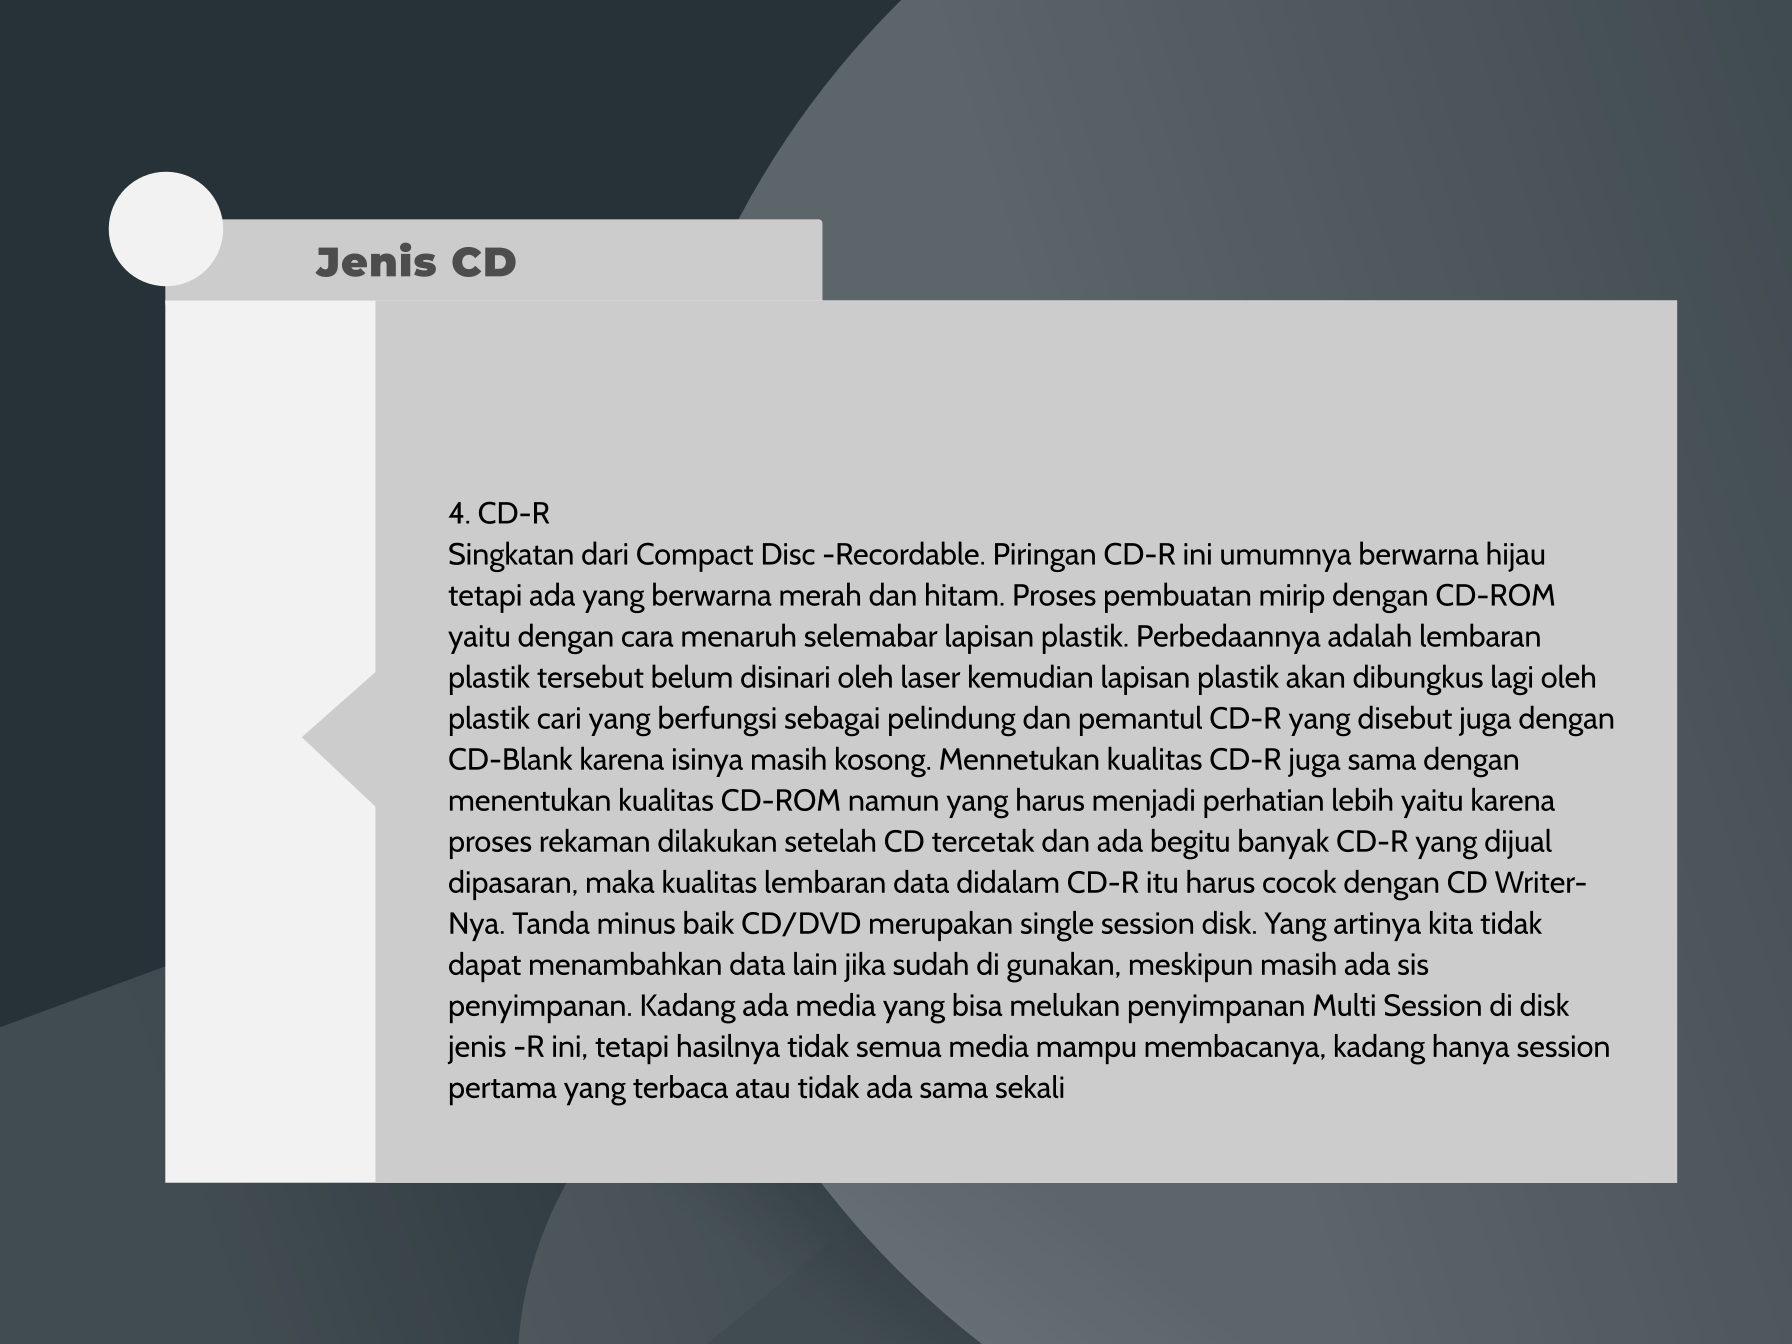 Jenis CD
4. CD-R
Singkatan dari Compact Disc -Recordable. Piringan CD-R ini umumnya berwarna hijau
tetapi ada yang berwarna merah dan hitam. Proses pembuatan mirip dengan CD-ROM
yaitu dengan cara menaruh selemabar lapisan plastik. Perbedaannya adalah lembaran
plastik tersebut belum disinari oleh laser kemudian lapisan plastik akan dibungkus lagi oleh
plastik cari yang berfungsi sebagai pelindung dan pemantul CD-R yang disebut juga dengan
CD-Blank karena isinya masih kosong. Mennetukan kualitas CD-R juga sama dengan
menentukan kualitas CD-ROM namun yang harus menjadi perhatian lebih yaitu karena
proses rekaman dilakukan setelah CD tercetak dan ada begitu banyak CD-R yang dijual
dipasaran, maka kualitas lembaran data didalam CD-R itu harus cocok dengan CD Writer-
Nya. Tanda minus baik CD/DVD merupakan single session disk. Yang artinya kita tidak
dapat menambahkan data lain jika sudah di gunakan, meskipun masih ada sis
penyimpanan. Kadang ada media yang bisa melukan penyimpanan Multi Session di disk
jenis -R ini, tetapi hasilnya tidak semua media mampu membacanya, kadang hanya session
pertama yang terbaca atau tidak ada sama sekali